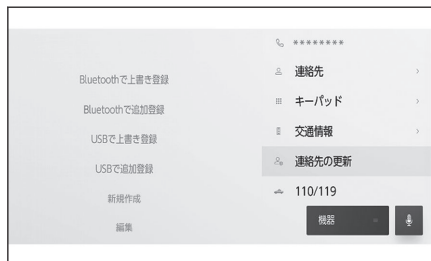 Bluetoothで上書き登録
Bluetoothで追加登録
USBで上書き登録
USBで追加登録
新規作成
編集
********
連絡先
キーパッド
交通情報
連絡先の更新
110/119
機器